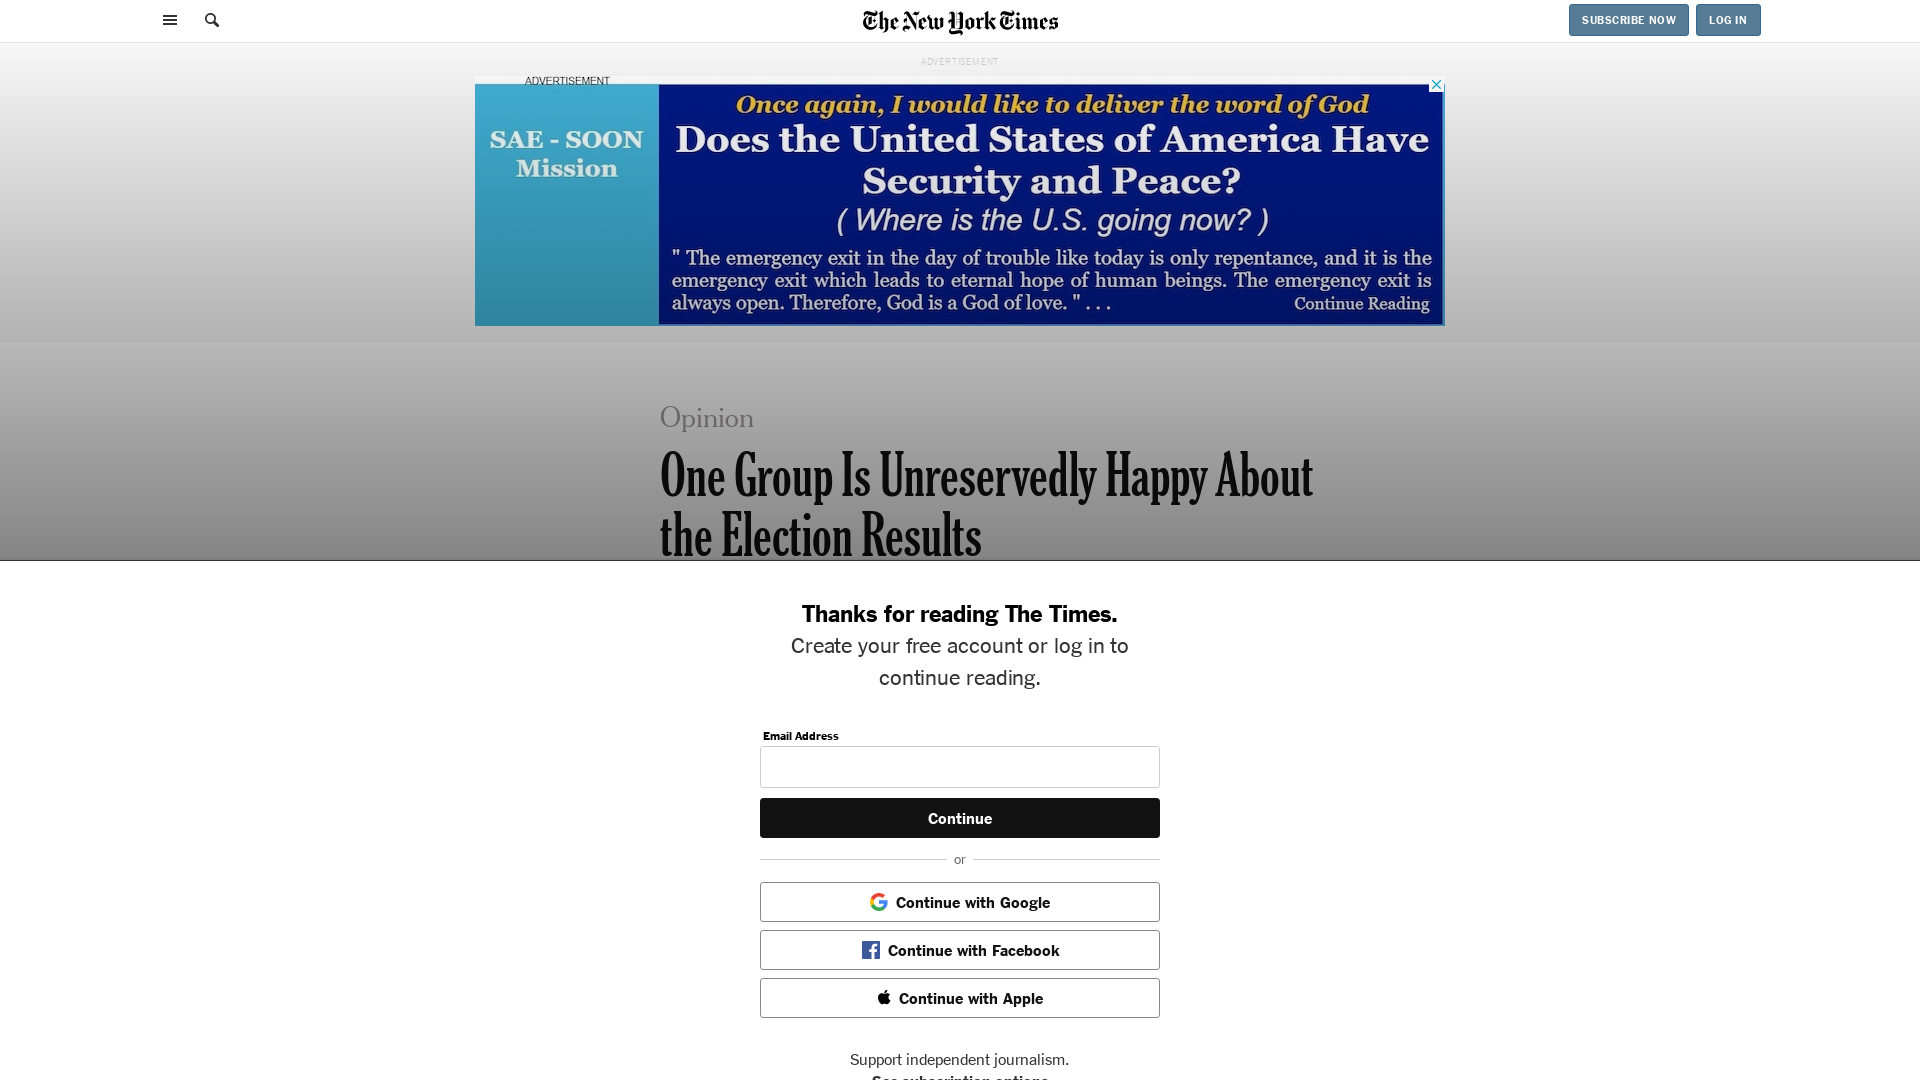 The New York Times
SUBSCRIBE NOW
LOG IN
ADVERTISEMENT
ADVERTISEMENT
SAE - SOON
Mission
Once again, I would like to deliver the word of God
Does the United States of America Have
Security and Peace?
( Where is the U.S. going now? )
" The emergency exit in the day of trouble like today is only repentance, and it is the
emergency exit which leads to eternal hope of human beings. The emergency exit is
always open. Therefore, God is a God of love. " . . .
Continue Reading
Opinion
One Group Is Unreservedly Happy About
the Election Results
Thanks for reading The Times.
Create your free account or log in to
continue reading.
Email Address
Continue
or
Continue with Google
Continue with Facebook
Continue with Apple
Support independent journalism.
See subscription options